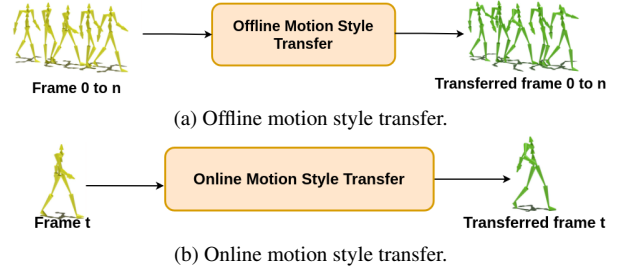 Offline Motion Style
Transfer
Frame 0 to n
Transferred frame 0 to n
(a) Offline motion style transfer.
Online Motion Style Transfer
Frame t
Transferred frame t
(b) Online motion style transfer.